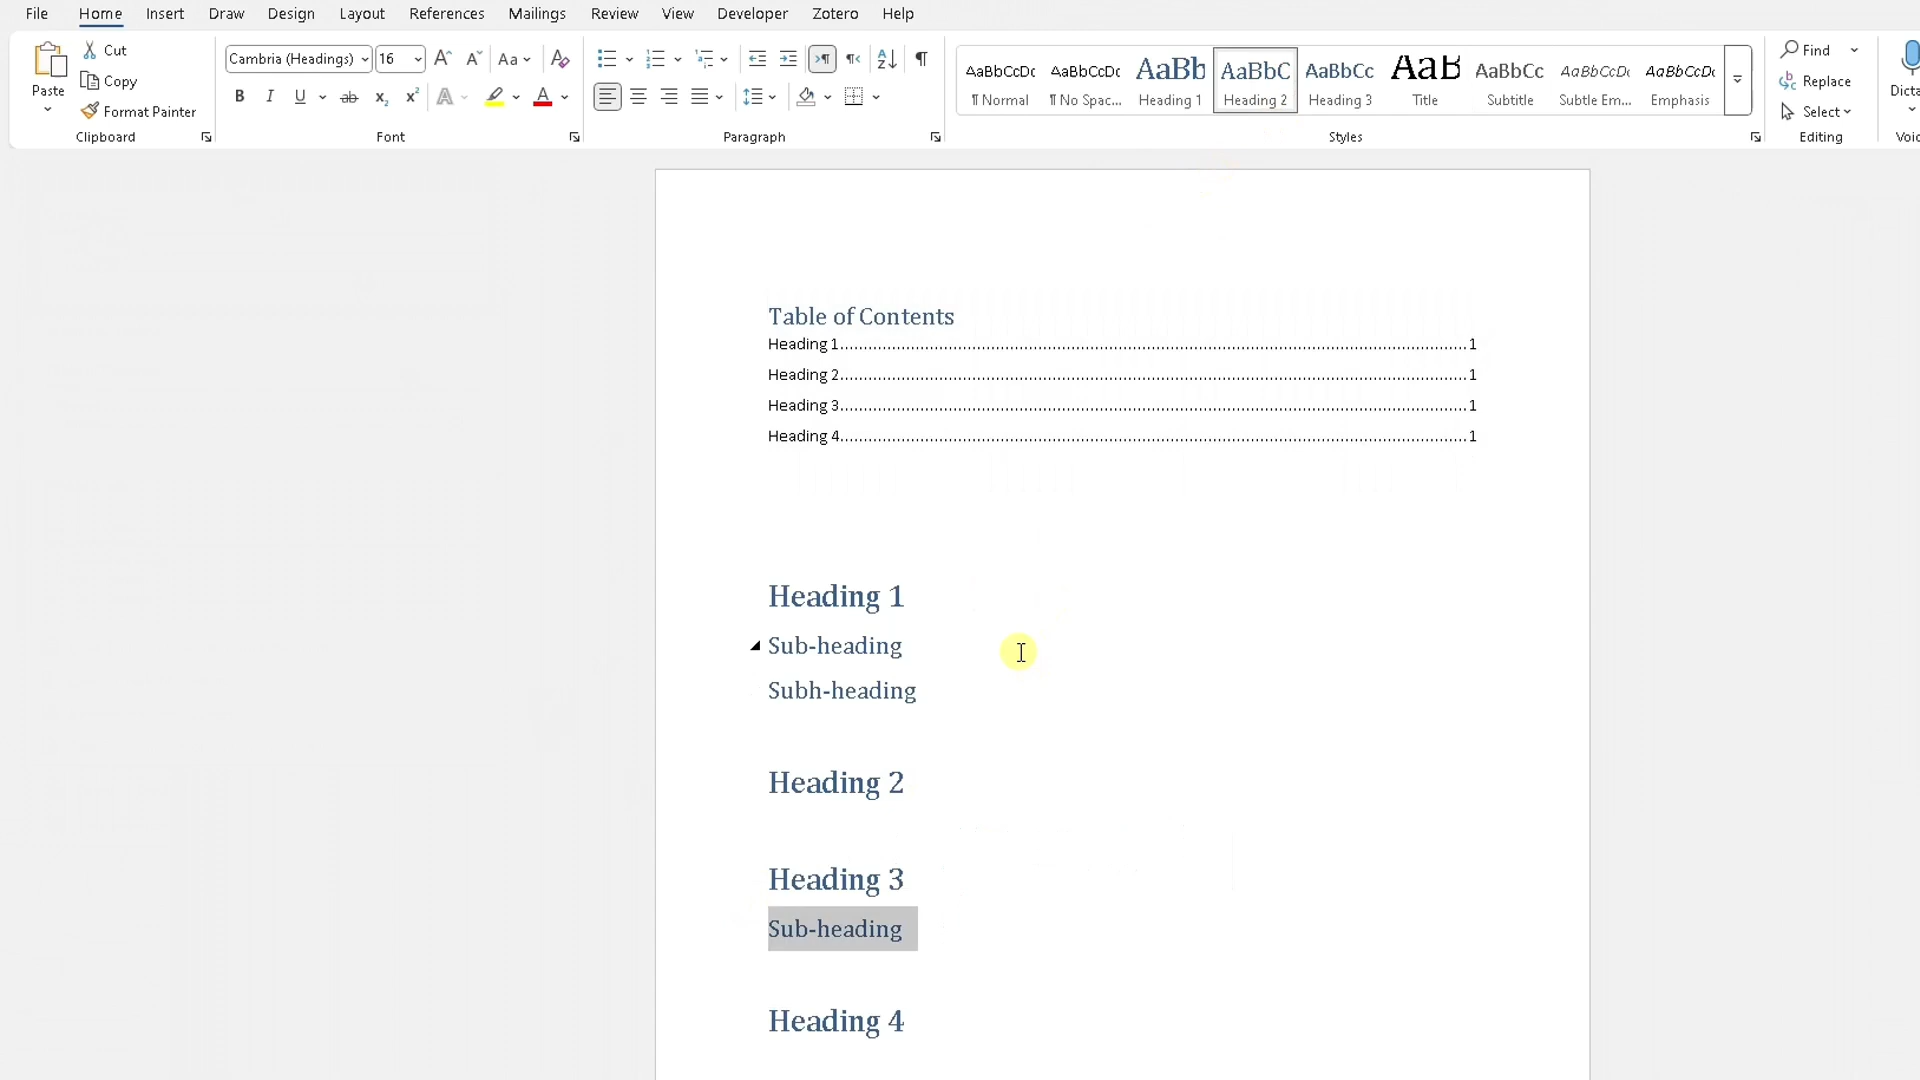 File Home Insert Draw Design Layout References Mailings Review View Developer Zotero Help
Paste
Cut
Copy
Format Painter
Clipboard
Cambria (Headings) 16
Font
Paragraph
AaBbCcDc AaBbCcDc AaBb AaBbC AaBbCc AaB AaBbCc AaBbCcDc AaBbCcDc
¶ Normal ¶ No Spac... Heading 1 Heading 2 Heading 3 Title Subtitle Subtle Em... Emphasis
Styles
Find
Replace
Select
Editing
Dicta
Voic
Table of Contents
Heading 1........................................................................................................................1
Heading 2........................................................................................................................1
Heading 3........................................................................................................................1
Heading 4........................................................................................................................1
Heading 1
Sub-heading
Subh-heading
Heading 2
Heading 3
Sub-heading
Heading 4